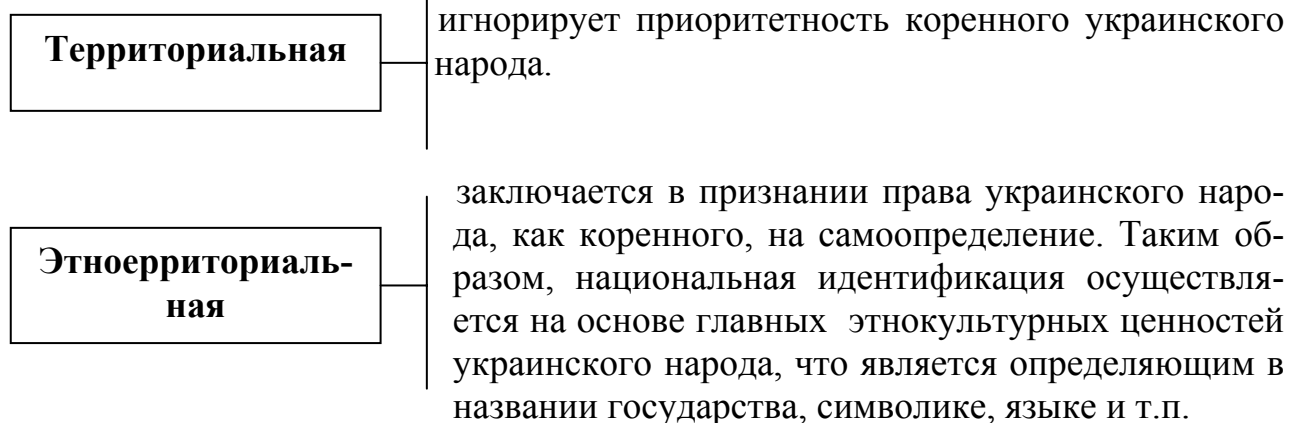 Территориальная
игнорирует приоритетность коренного украинского
народа.
Этноерриториаль-
ная
заключается в признании права украинского наро-
да, как коренного, на самоопределение. Таким об-
разом, национальная идентификация осуществля-
ется на основе главных этнокультурных ценностей
украинского народа, что является определяющим в
названии государства, символике, языке и т.п.